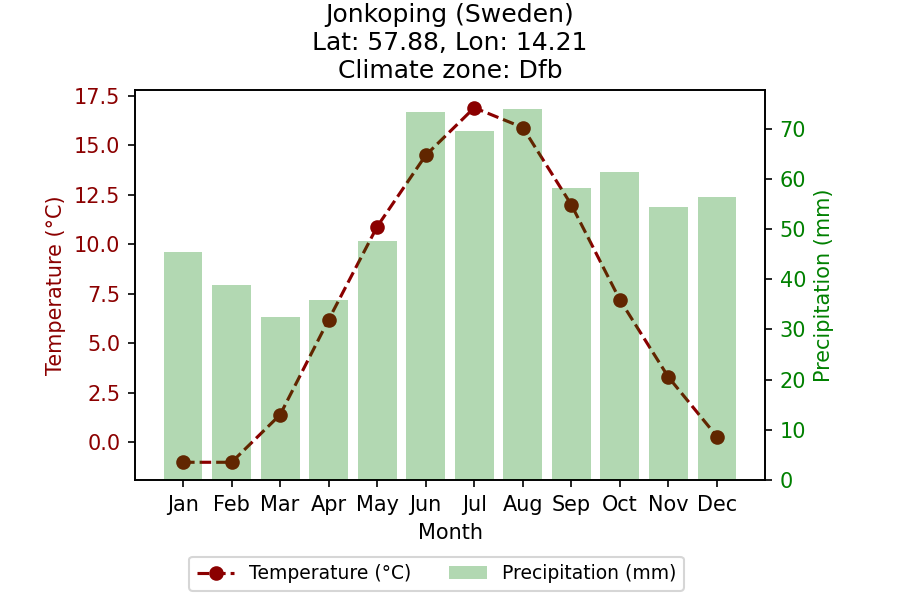 Jonkoping (Sweden)
Lat: 57.88, Lon: 14.21
Climate zone: Dfb
17.5
15.0
12.5
10.0
7.5
5.0
2.5
0.0
Temperature (°C)
70
60
50
40
30
20
10
0
Precipitation (mm)
Jan Feb Mar Apr May Jun Jul Aug Sep Oct Nov Dec
Month
Temperature (°C) Precipitation (mm)